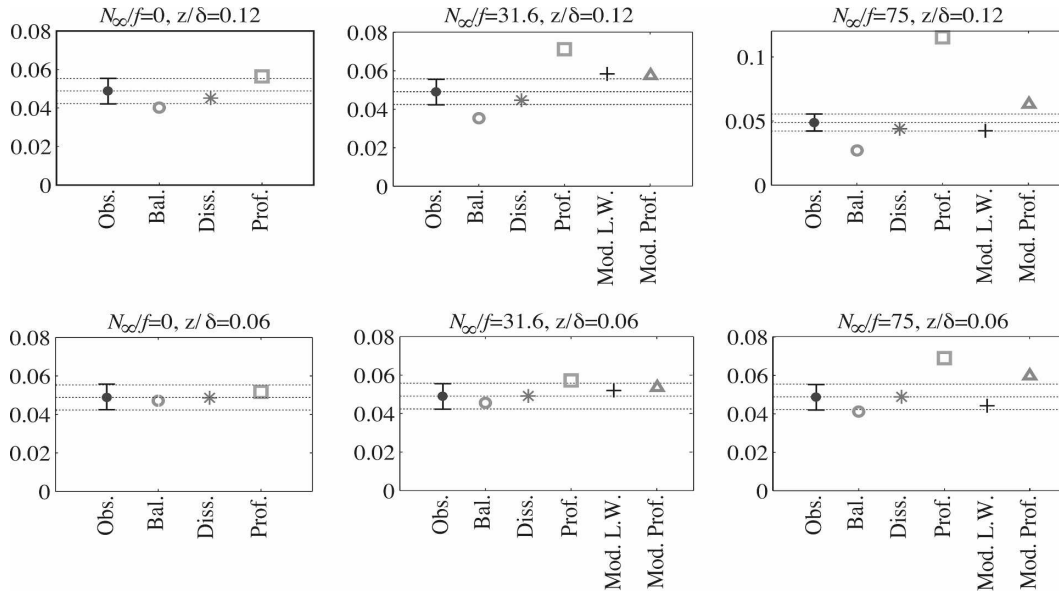 N∞/f=0, z/δ=0.12
0.08
0.06
0.04
0.02
0
Obs.
Bal.
Diss.
Prof.
N∞/f=31.6, z/δ=0.12
0.08
0.06
0.04
0.02
0
Obs.
Bal.
Diss.
Prof.
Mod. L.W.
Mod. Prof.
N∞/f=75, z/δ=0.12
0.1
0.05
0
Obs.
Bal.
Diss.
Prof.
Mod. L.W.
Mod. Prof.
N∞/f=0, z/δ=0.06
0.08
0.06
0.04
0.02
0
Obs.
Bal.
Diss.
Prof.
N∞/f=31.6, z/δ=0.06
0.08
0.06
0.04
0.02
0
Obs.
Bal.
Diss.
Prof.
Mod. L.W.
Mod. Prof.
N∞/f=75, z/δ=0.06
0.08
0.06
0.04
0.02
0
Obs.
Bal.
Diss.
Prof.
Mod. L.W.
Mod. Prof.